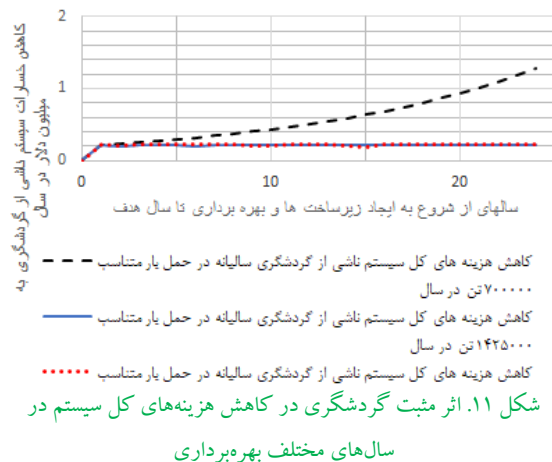 2
1
0
0
10
20
کاهش خسارات سیستم ناشی از گردشگری به
میلیون دلار در سال
سالهای از شروع به ایجاد زیرساخت ها و بهره برداری تا سال هدف
کاهش هزینه های کل سیستم ناشی از گردشگری سالیانه در حمل بار متناسب
۷۰۰۰۰۰تن در سال
کاهش هزینه های کل سیستم ناشی از گردشگری سالیانه در حمل بار متناسب
۱۴۲۵۰۰۰تن در سال
کاهش هزینه های کل سیستم ناشی از گردشگری سالیانه در حمل بار متناسب
شکل ۱۱. اثر مثبت گردشگری در کاهش هزینه‌های کل سیستم در
سال‌های مختلف بهره‌برداری